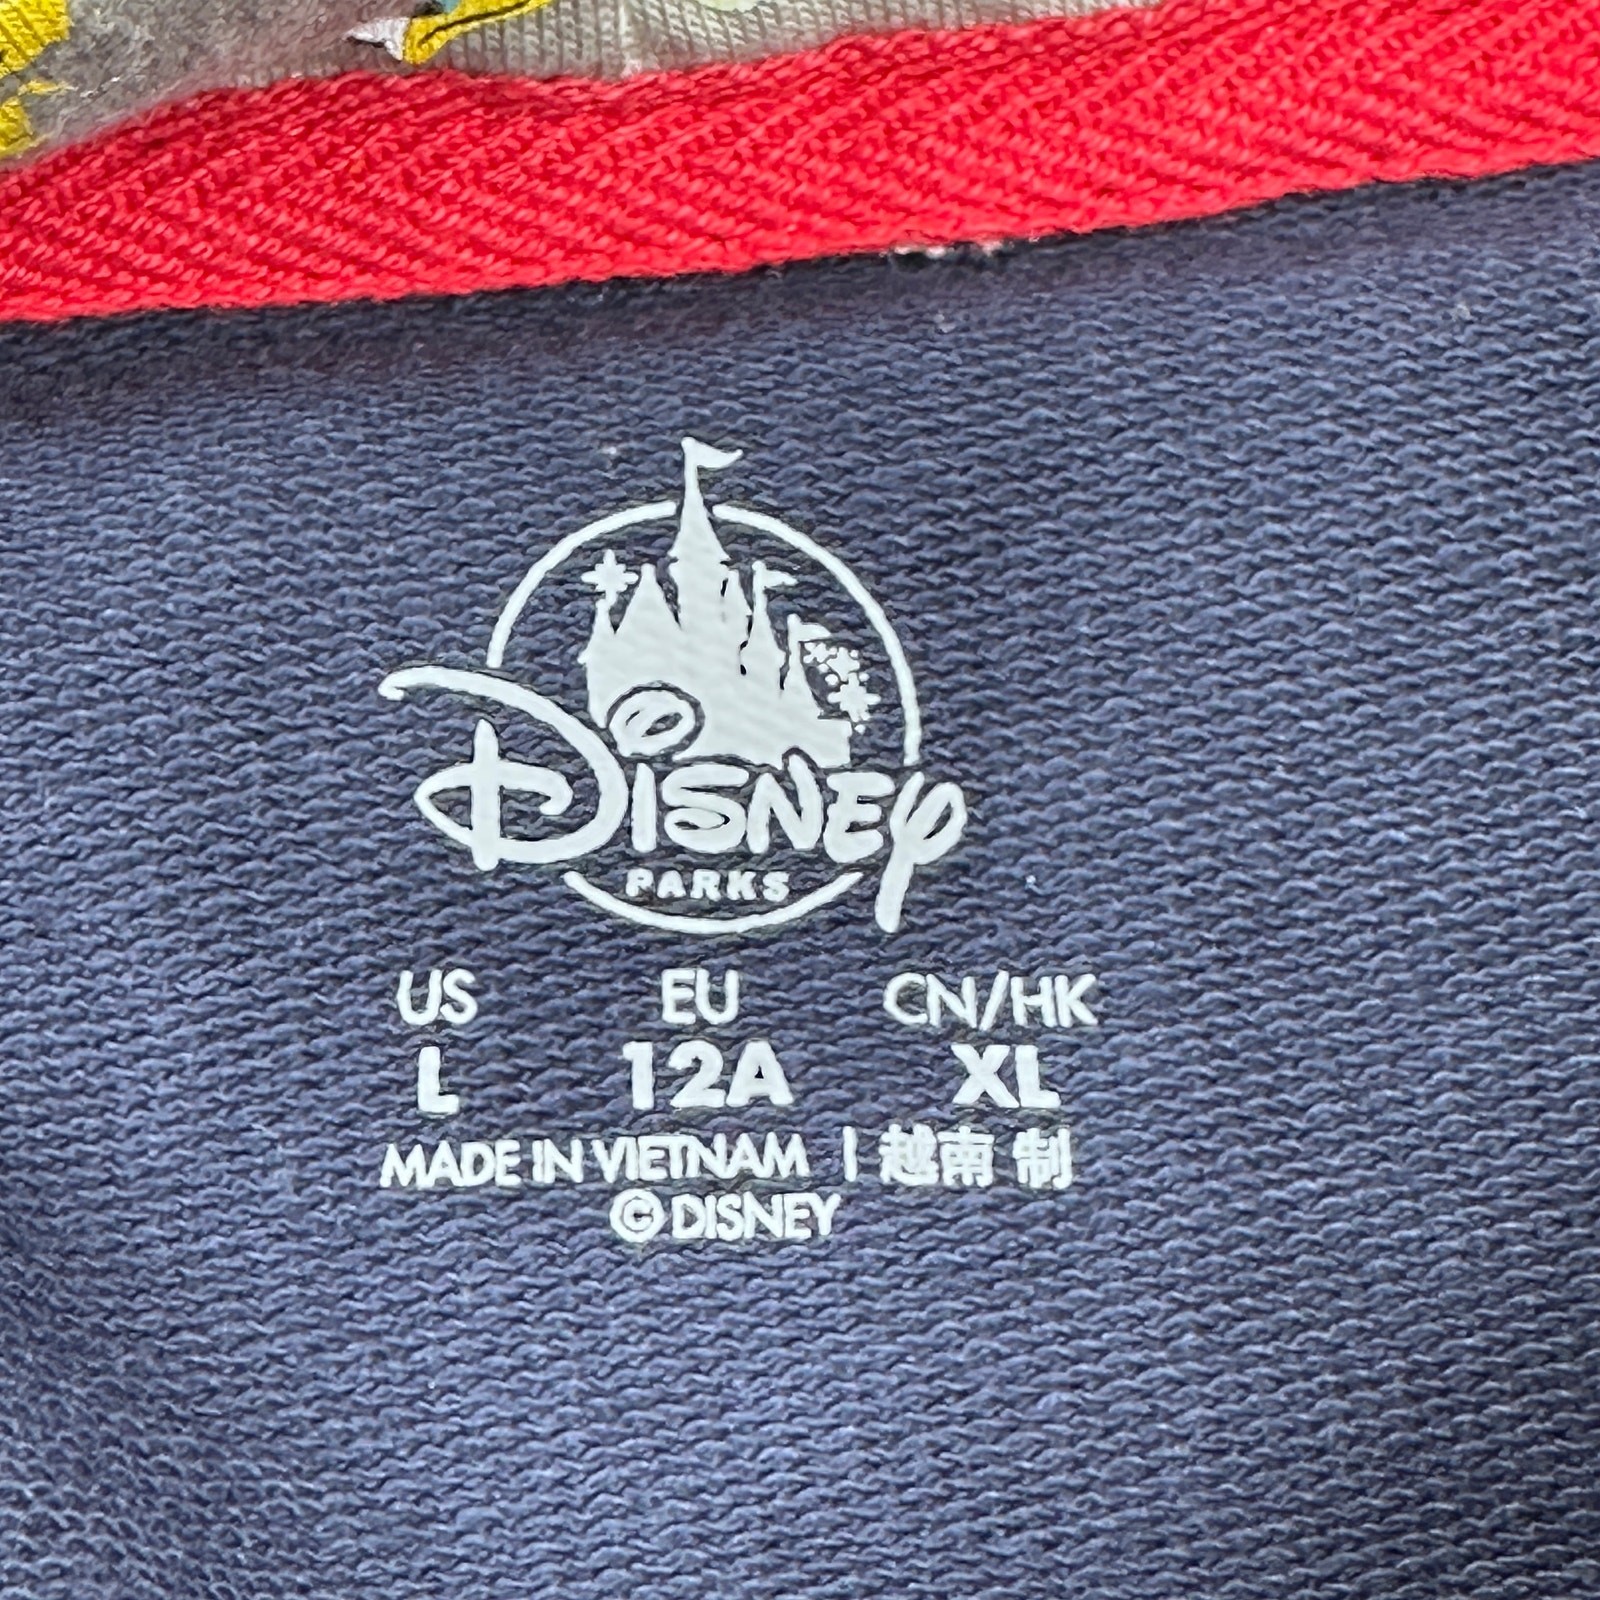 Disney
PARKS
US EU CN/HK
L 12A XL
MADE IN VIETNAM | 越南 制
©DISNEY